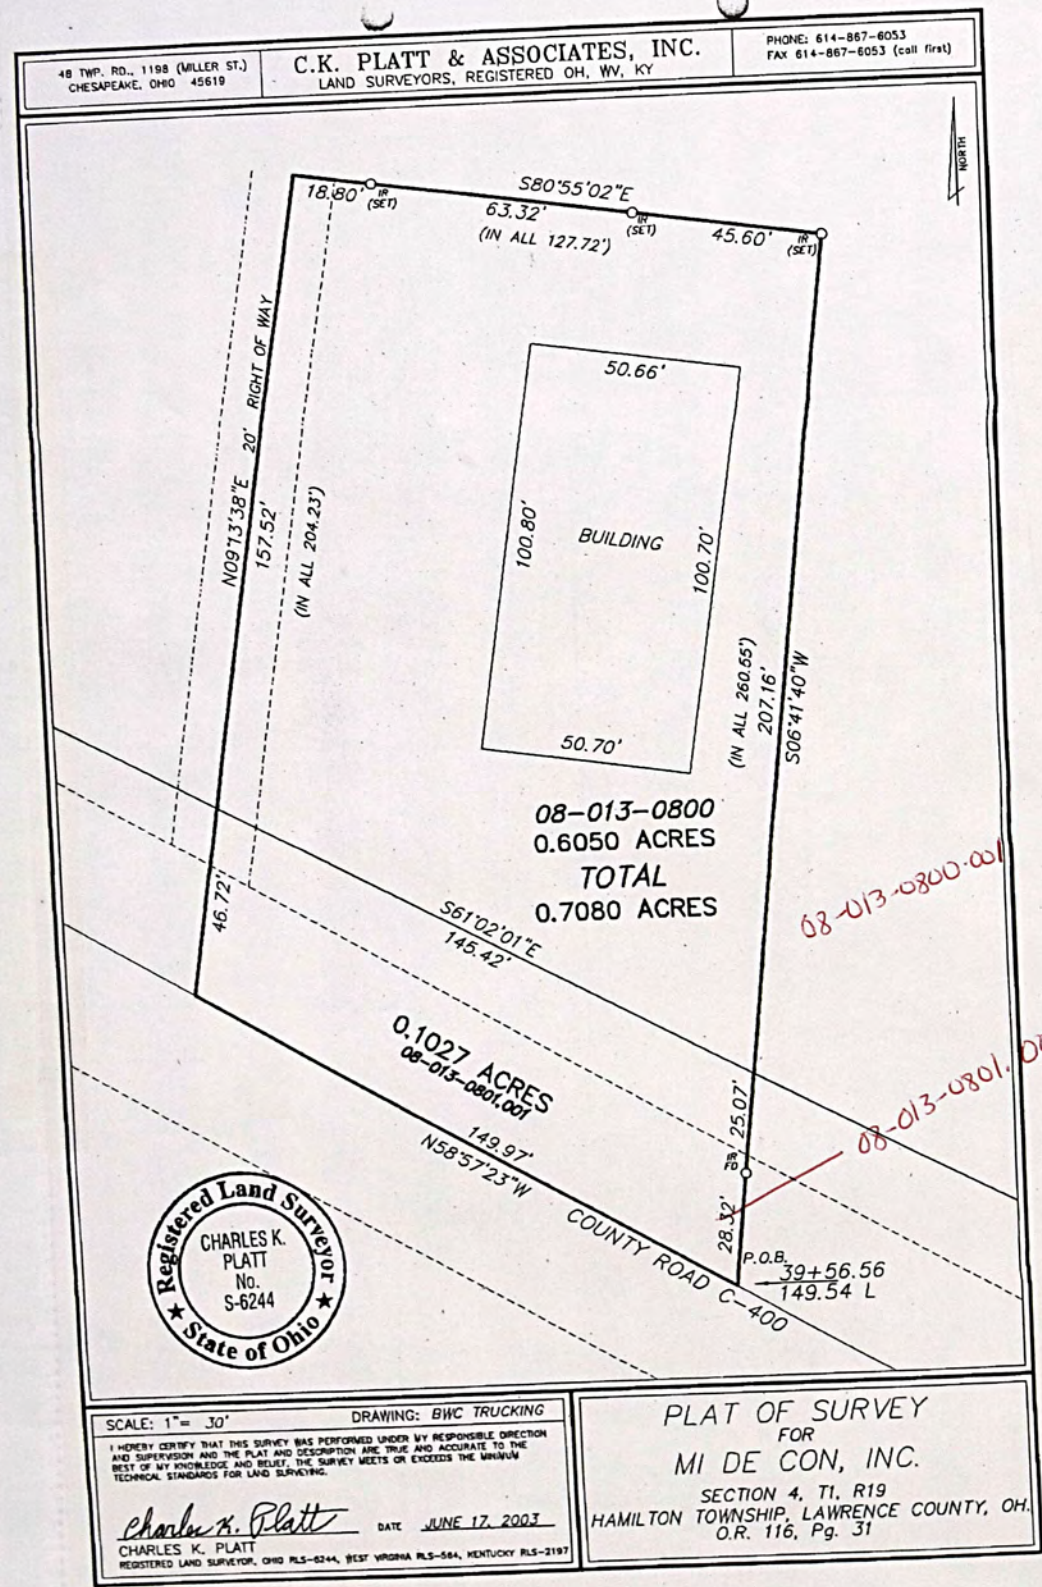 48 TWP. RD., 1198 (MILLER ST.)
CHESAPEAKE, OHIO 45619
C.K. PLATT & ASSOCIATES, INC.
LAND SURVEYORS, REGISTERED OH, WV, KY
PHONE: 614-867-6053
FAX 614-867-6053 (call first)
NORTH
S80°55'02"E
18.80'
IR
(SET)
63.32'
(IN ALL 127.72')
IR
(SET)
45.60'
IR
(SET)
N09°13'38"E 20' RIGHT OF WAY
157.52'
(IN ALL 204.23')
50.66'
100.80'
BUILDING
100.70'
50.70'
(IN ALL 260.55')
207.16'
S06°41'40"W
08-013-0800
0.6050 ACRES
TOTAL
0.7080 ACRES
08-013-0800.001
46.72'
S61°02'01"E
145.42'
0.1027 ACRES
08-013-0801.001
149.97'
N58°57'23"W
COUNTY ROAD C-400
25.07'
IR
FD
28.32'
08-013-0801.
P.O.B.
39+56.56
149.54 L
Registered Land Surveyor
CHARLES K.
PLATT
No.
S-6244
★ State of Ohio ★
SCALE: 1"= 30'
DRAWING: BWC TRUCKING
I HEREBY CERTIFY THAT THIS SURVEY WAS PERFORMED UNDER MY RESPONSIBLE DIRECTION
AND SUPERVISION AND THE PLAT AND DESCRIPTION ARE TRUE AND ACCURATE TO THE
BEST OF MY KNOWLEDGE AND BELIEF. THE SURVEY MEETS OR EXCEEDS THE MINIMUM
TECHNICAL STANDARDS FOR LAND SURVEYING.
Charles K. Platt
DATE JUNE 17, 2003
CHARLES K. PLATT
REGISTERED LAND SURVEYOR, OHIO RLS-6244, WEST VIRGINIA RLS-564, KENTUCKY RLS-2197
PLAT OF SURVEY
FOR
MI DE CON, INC.
SECTION 4, T1, R19
HAMILTON TOWNSHIP, LAWRENCE COUNTY, OH.
O.R. 116, Pg. 31